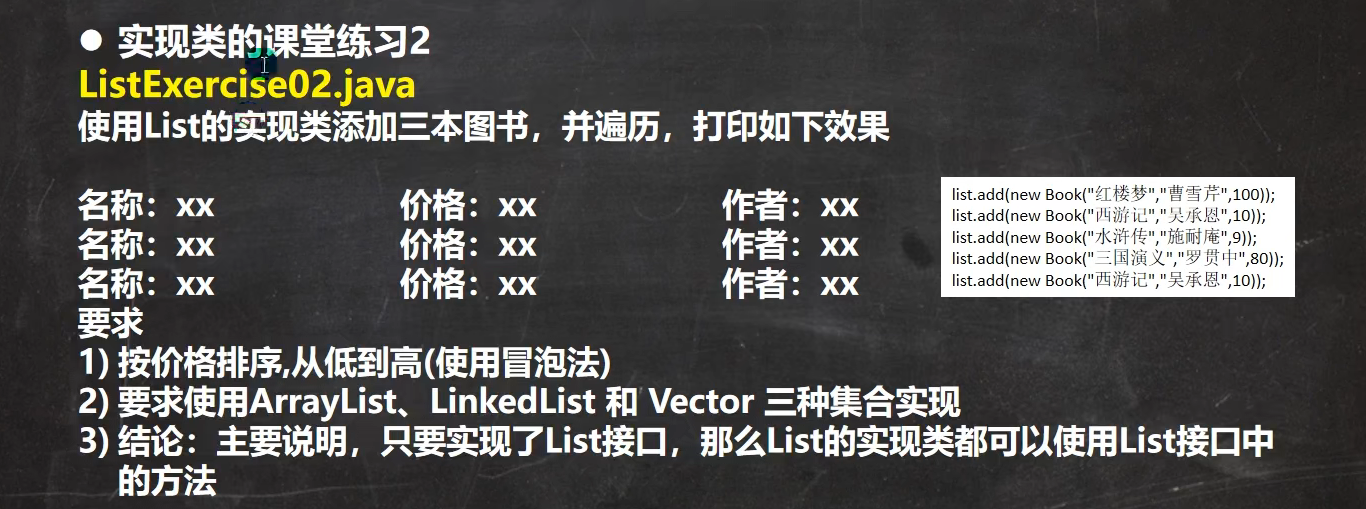 ● 实现类的课堂练习2
ListExercise02.java
使用List的实现类添加三本图书，并遍历，打印如下效果
名称：xx 价格：xx 作者：xx
名称：xx 价格：xx 作者：xx
名称：xx 价格：xx 作者：xx
list.add(new Book("红楼梦","曹雪芹",100));
list.add(new Book("西游记","吴承恩",10));
list.add(new Book("水浒传","施耐庵",9));
list.add(new Book("三国演义","罗贯中",80));
list.add(new Book("西游记","吴承恩",10));
要求
1) 按价格排序,从低到高(使用冒泡法)
2) 要求使用ArrayList、LinkedList 和 Vector 三种集合实现
3) 结论：主要说明，只要实现了List接口，那么List的实现类都可以使用List接口中
的方法